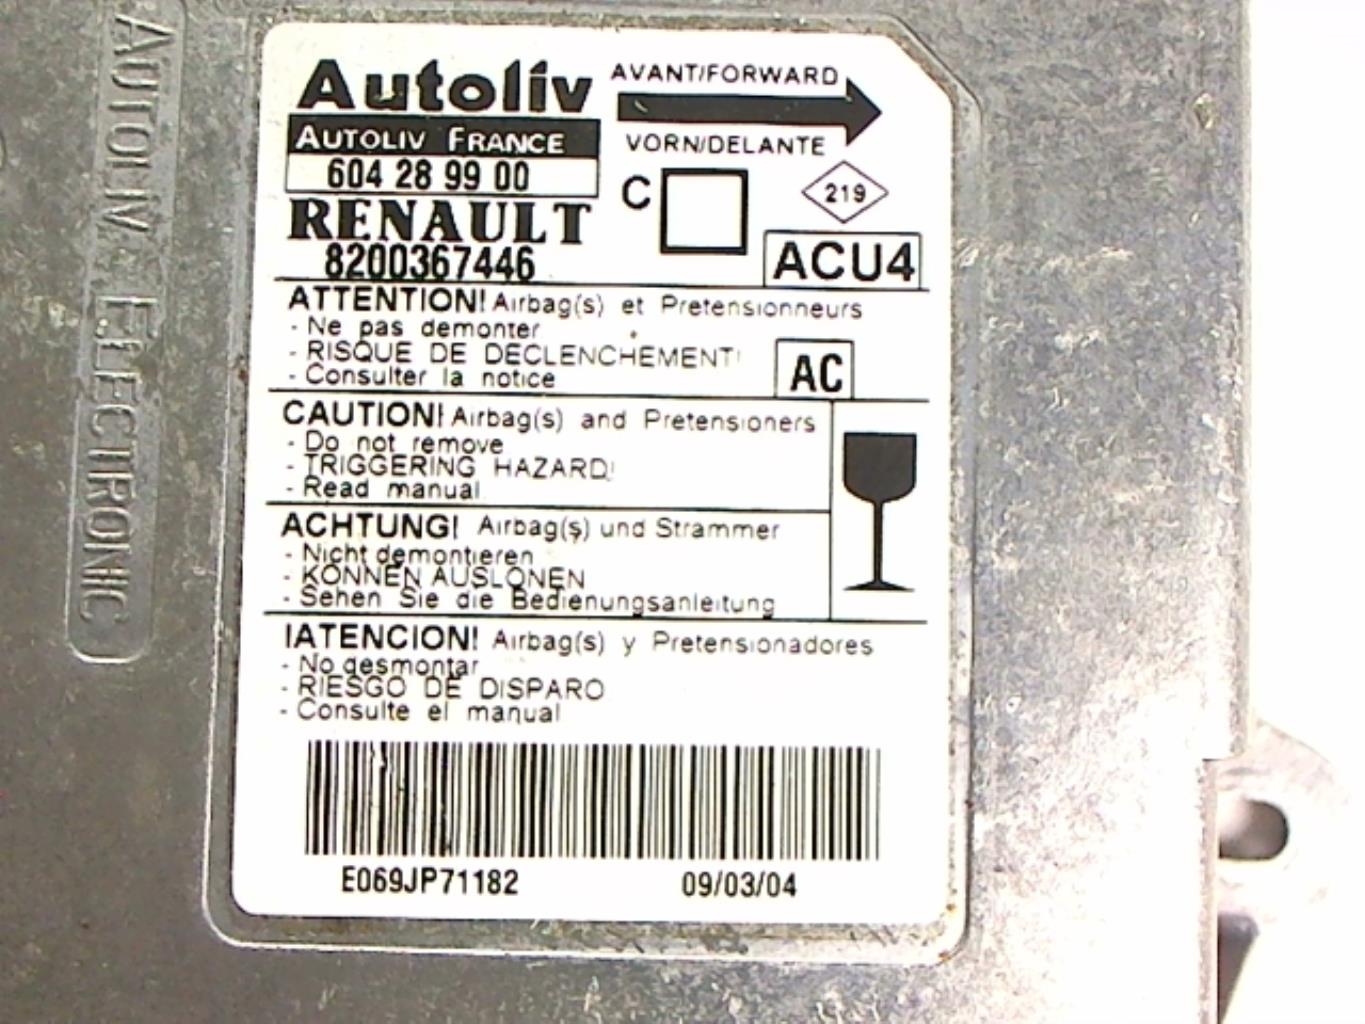 AUTOLIV ELECTRONIC
Autoliv
AUTOLIV FRANCE
604 28 99 00
RENAULT
8200367446
AVANT/FORWARD
VORN/DELANTE
C
219
ACU4
ATTENTION! Airbag(s) et Pretensionneurs
- Ne pas demonter
- RISQUE DE DECLENCHEMENT!
- Consulter la notice
AC
CAUTION! Airbag(s) and Pretensioners
- Do not remove
- TRIGGERING HAZARD!
- Read manual
ACHTUNG! Airbag(s) und Strammer
- Nicht demontieren
- KONNEN AUSLONEN
- Sehen Sie die Bedienungsanleitung
!ATENCION! Airbag(s) y Pretensionadores
- No desmontar
- RIESGO DE DISPARO
- Consulte el manual
E069JP71182 09/03/04